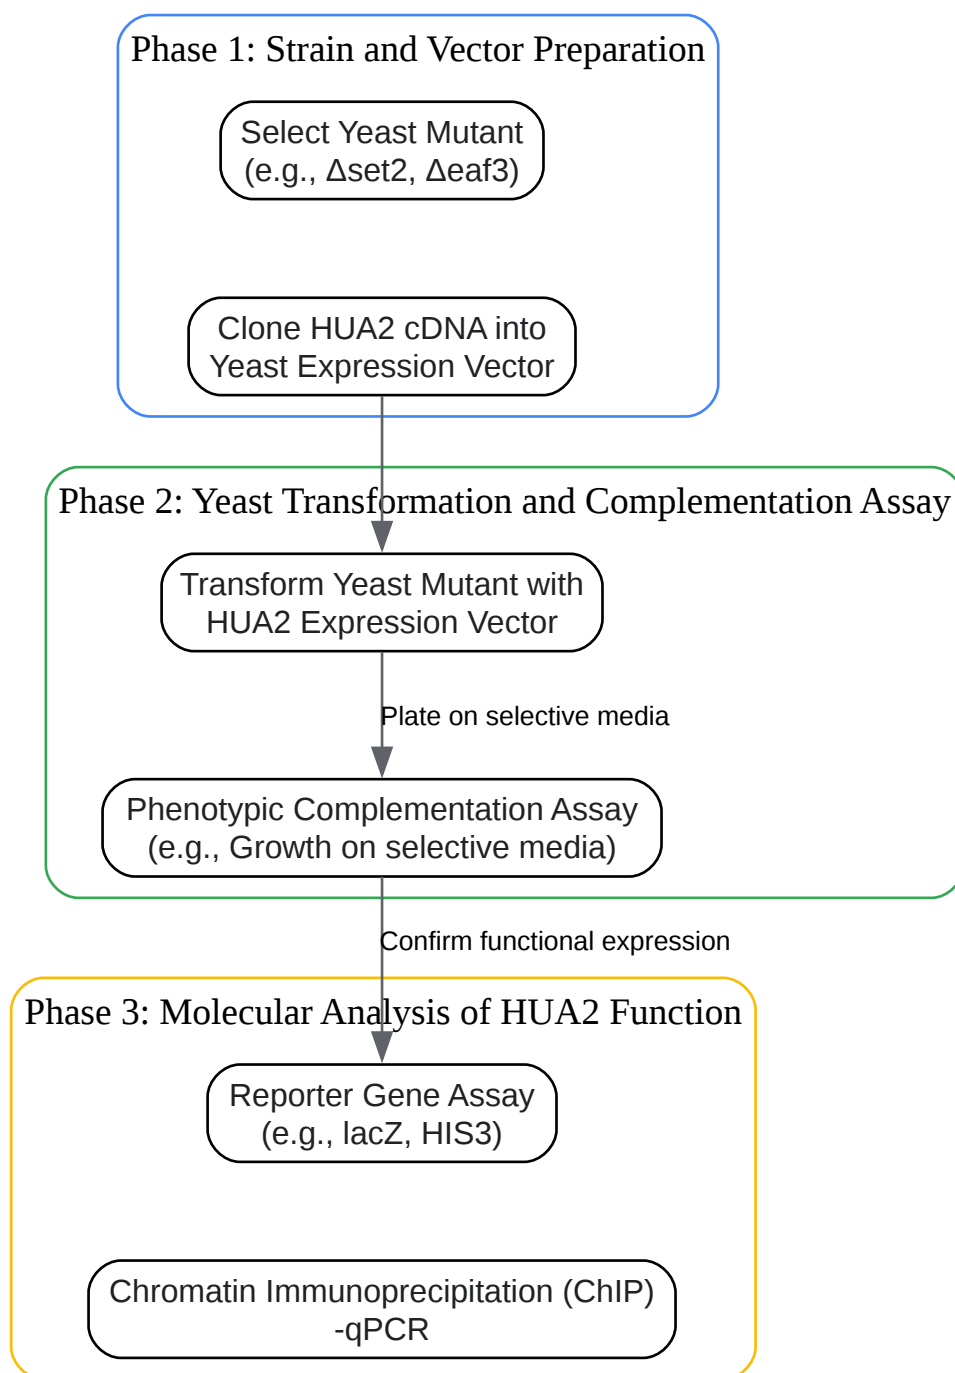 Phase 1: Strain and Vector Preparation
Select Yeast Mutant
(e.g., Δset2, Δeaf3)
Clone HUA2 cDNA into
Yeast Expression Vector
Phase 2: Yeast Transformation and Complementation Assay
Transform Yeast Mutant with
HUA2 Expression Vector
Plate on selective media
Phenotypic Complementation Assay
(e.g., Growth on selective media)
Confirm functional expression
Phase 3: Molecular Analysis of HUA2 Function
Reporter Gene Assay
(e.g., lacZ, HIS3)
Chromatin Immunoprecipitation (ChIP)
-qPCR